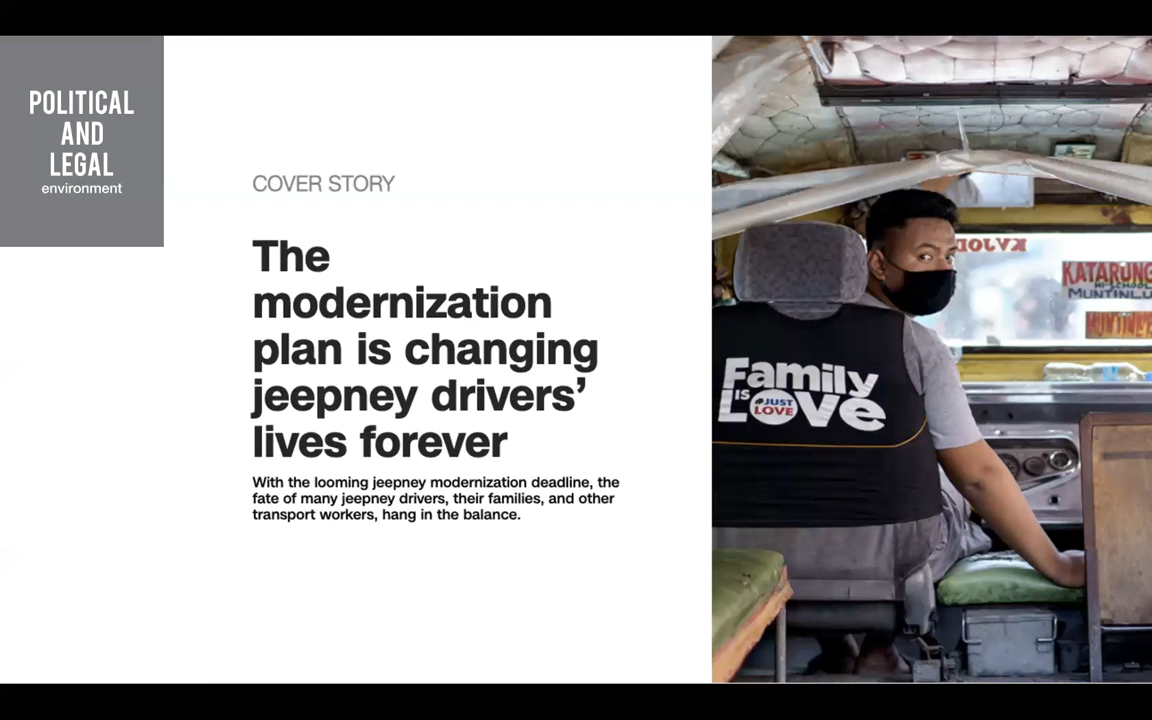 POLITICAL
AND
LEGAL
environment
COVER STORY
The
modernization
plan is changing
jeepney drivers’
lives forever
With the looming jeepney modernization deadline, the
fate of many jeepney drivers, their families, and other
transport workers, hang in the balance.
Family
IS
JUST
LOVE
LOVe
KATARUNG
HI-SCHOOL
MUNTINLU